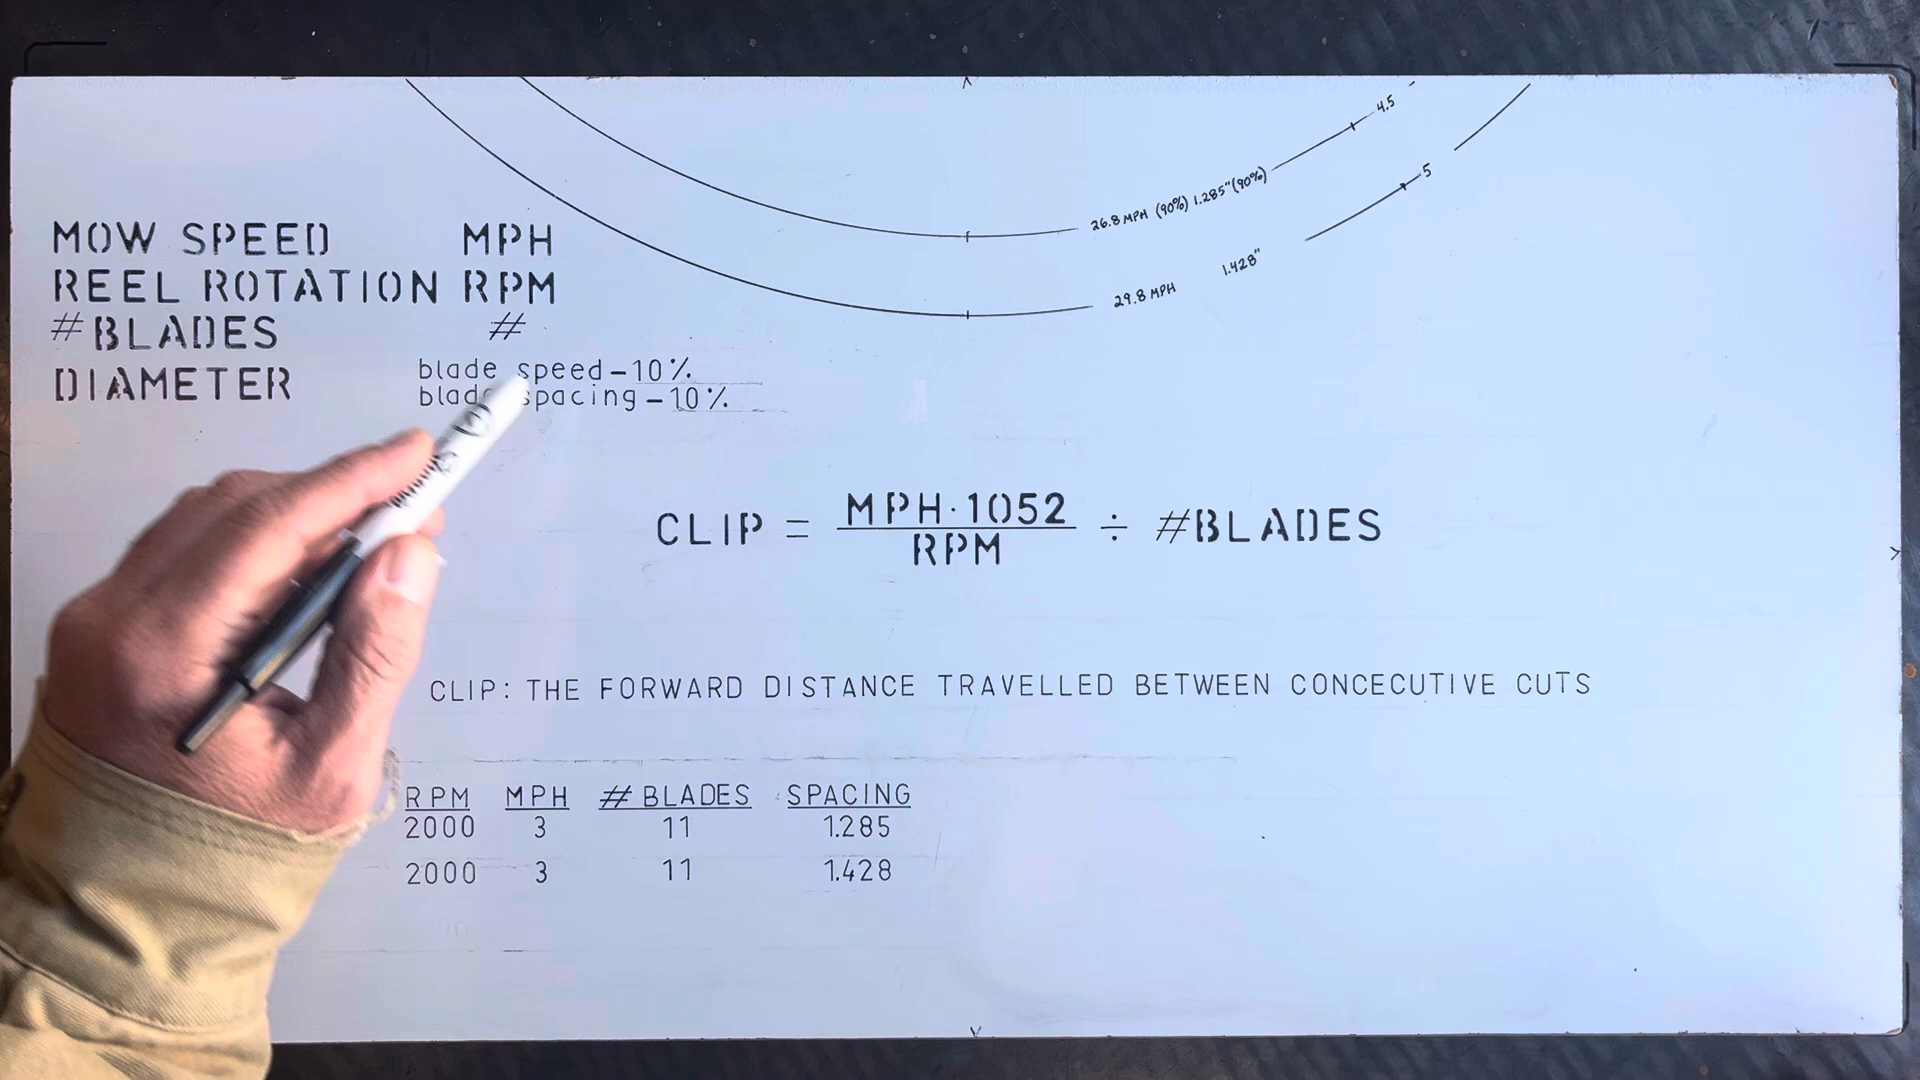 4.5
26.8 MPH (90%) 1.285"(90%)
5
1.428"
29.8 MPH
MOW SPEED MPH
REEL ROTATION RPM
#BLADES #
DIAMETER
blade speed-10%
blade spacing-10%
CLIP = MPH·1052 ÷ #BLADES
RPM
CLIP: THE FORWARD DISTANCE TRAVELLED BETWEEN CONCECUTIVE CUTS
RPM MPH # BLADES SPACING
2000 3 11 1.285
2000 3 11 1.428